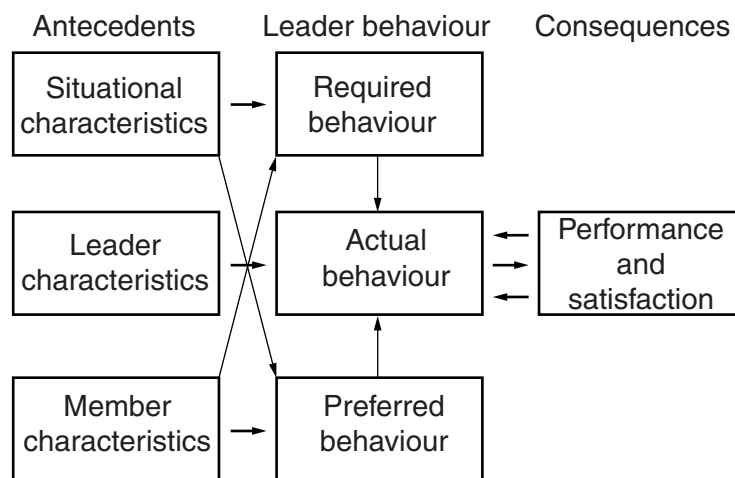 Antecedents Leader behaviour Consequences
Situational
characteristics
Required
behaviour
Leader
characteristics
Actual
behaviour
Performance
and
satisfaction
Member
characteristics
Preferred
behaviour